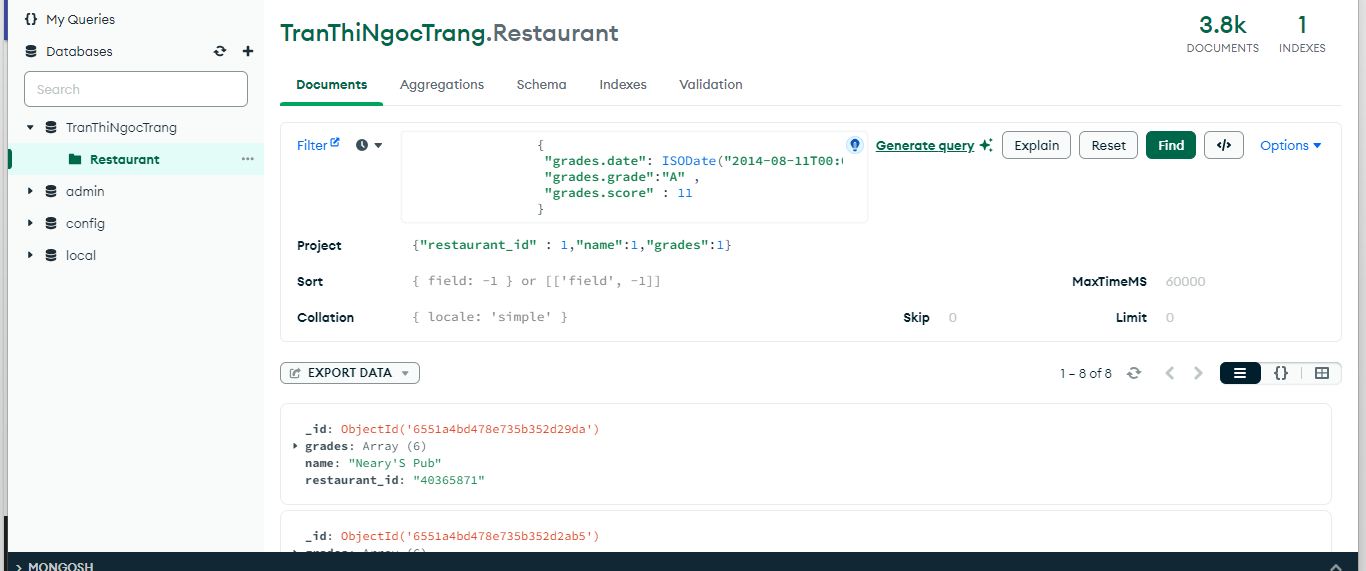 {} My Queries
Databases
Search
TranThiNgocTrang
Restaurant
admin
config
local
TranThiNgocTrang.Restaurant
3.8k
DOCUMENTS
1
INDEXES
Documents
Aggregations
Schema
Indexes
Validation
Filter
{
"grades.date": ISODate("2014-08-11T00:
"grades.grade":"A" ,
"grades.score" : 11
}
Generate query
Explain
Reset
Find
</>
Options
Project
{"restaurant_id" : 1,"name":1,"grades":1}
Sort
{ field: -1 } or [['field', -1]]
MaxTimeMS
60000
Collation
{ locale: 'simple' }
Skip
0
Limit
0
EXPORT DATA
1 – 8 of 8
{}
_id: ObjectId('6551a4bd478e735b352d29da')
grades: Array (6)
name: "Neary'S Pub"
restaurant_id: "40365871"
_id: ObjectId('6551a4bd478e735b352d2ab5')
grades: Array (6)
>_MONGOSH